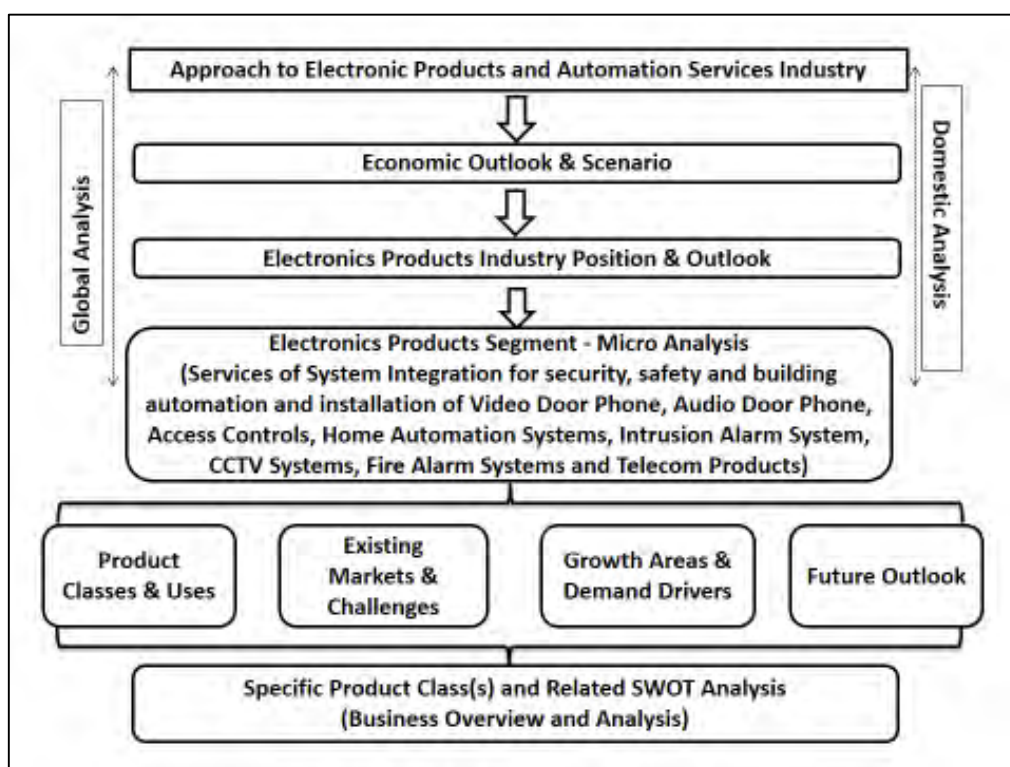 Approach to Electronic Products and Automation Services Industry
Global Analysis
Domestic Analysis
Economic Outlook & Scenario
Electronics Products Industry Position & Outlook
Electronics Products Segment - Micro Analysis
(Services of System Integration for security, safety and building
automation and installation of Video Door Phone, Audio Door Phone,
Access Controls, Home Automation Systems, Intrusion Alarm System,
CCTV Systems, Fire Alarm Systems and Telecom Products)
Product
Classes & Uses
Existing
Markets &
Challenges
Growth Areas &
Demand Drivers
Future Outlook
Specific Product Class(s) and Related SWOT Analysis
(Business Overview and Analysis)